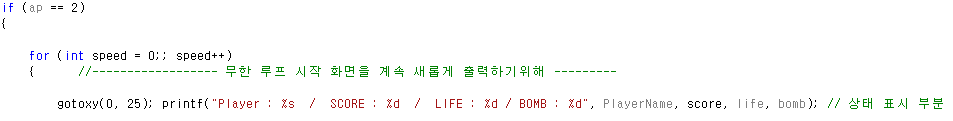 if (ap == 2)
{
for (int speed = 0;; speed++)
{ //------------------ 무한 루프 시작 화면을 계속 새롭게 출력하기위해 ---------
gotoxy(0, 25); printf("Player : %s / SCORE : %d / LIFE : %d / BOMB : %d", PlayerName, score, life, bomb); // 상태 표시 부분